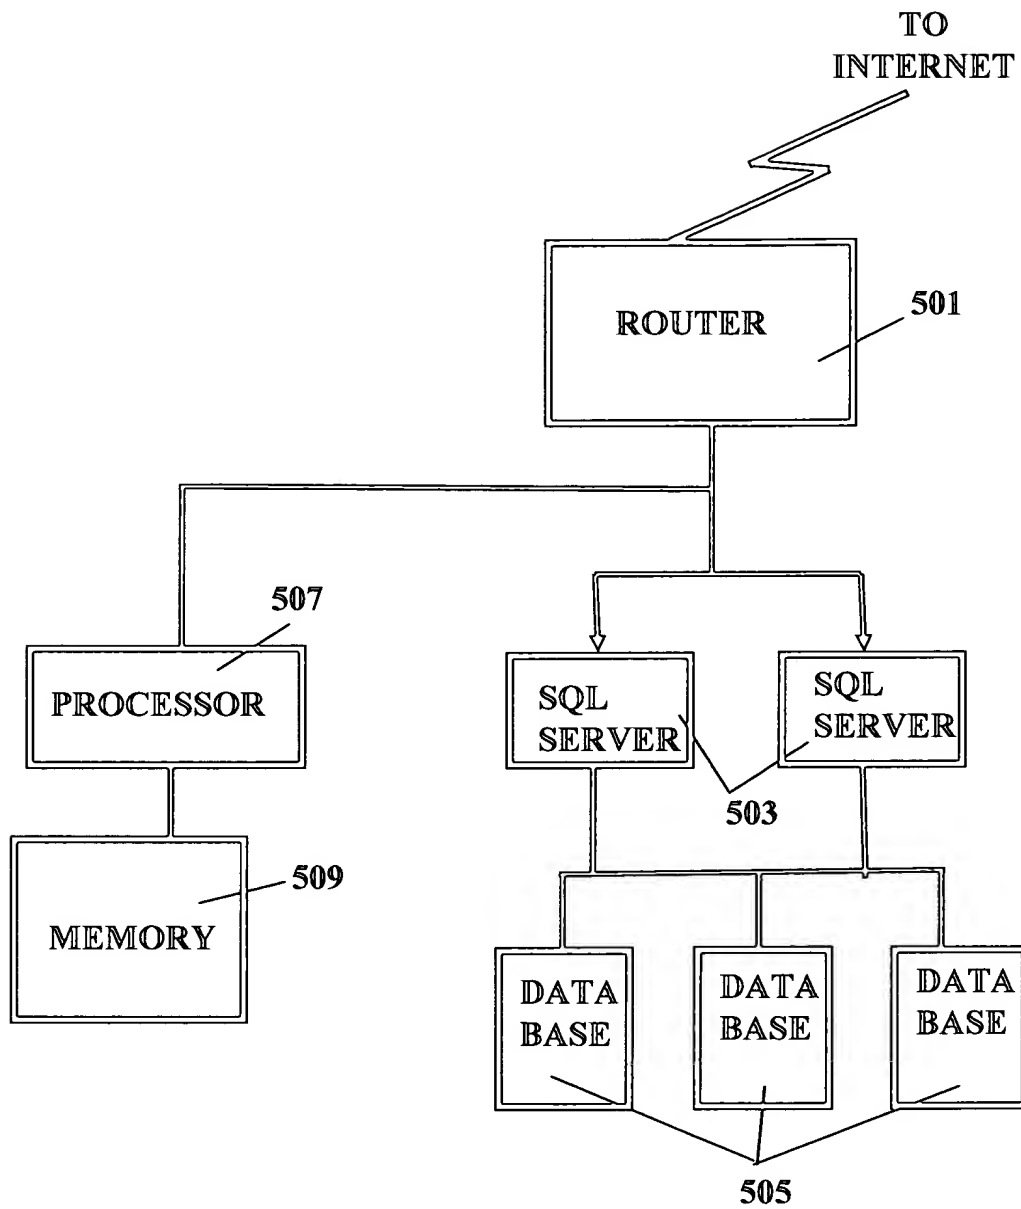 TO
INTERNET
ROUTER
501
507
PROCESSOR
SQL
SERVER
SQL
SERVER
503
509
MEMORY
DATA
BASE
DATA
BASE
DATA
BASE
505